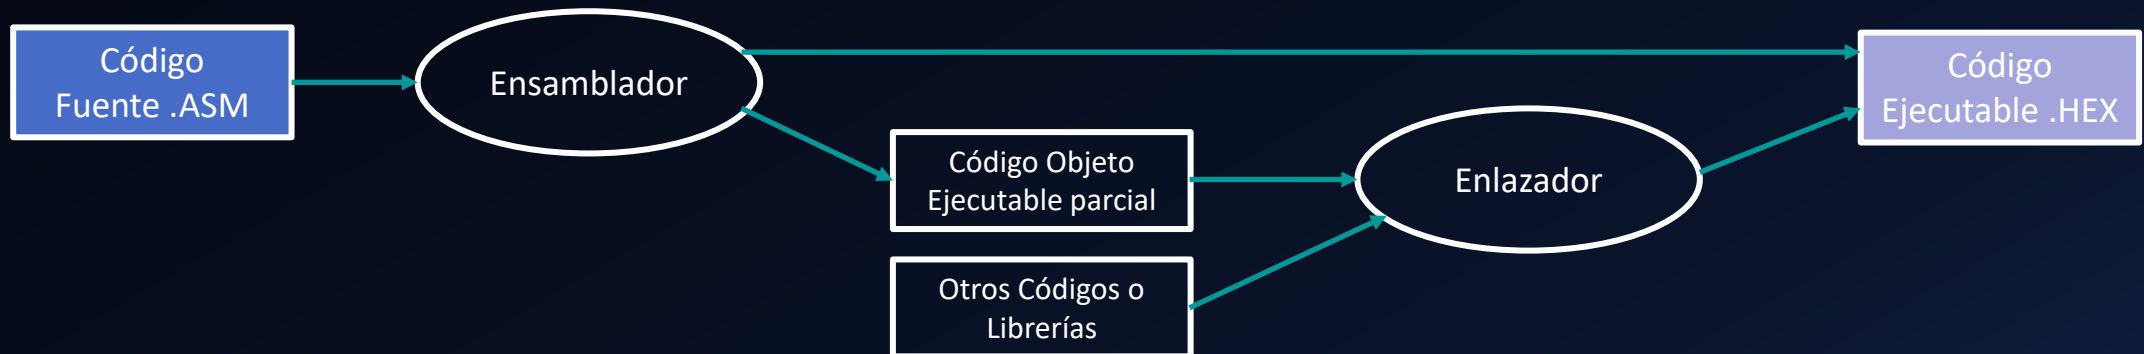 Código
Fuente .ASM
Ensamblador
Código Objeto
Ejecutable parcial
Otros Códigos o
Librerías
Enlazador
Código
Ejecutable .HEX